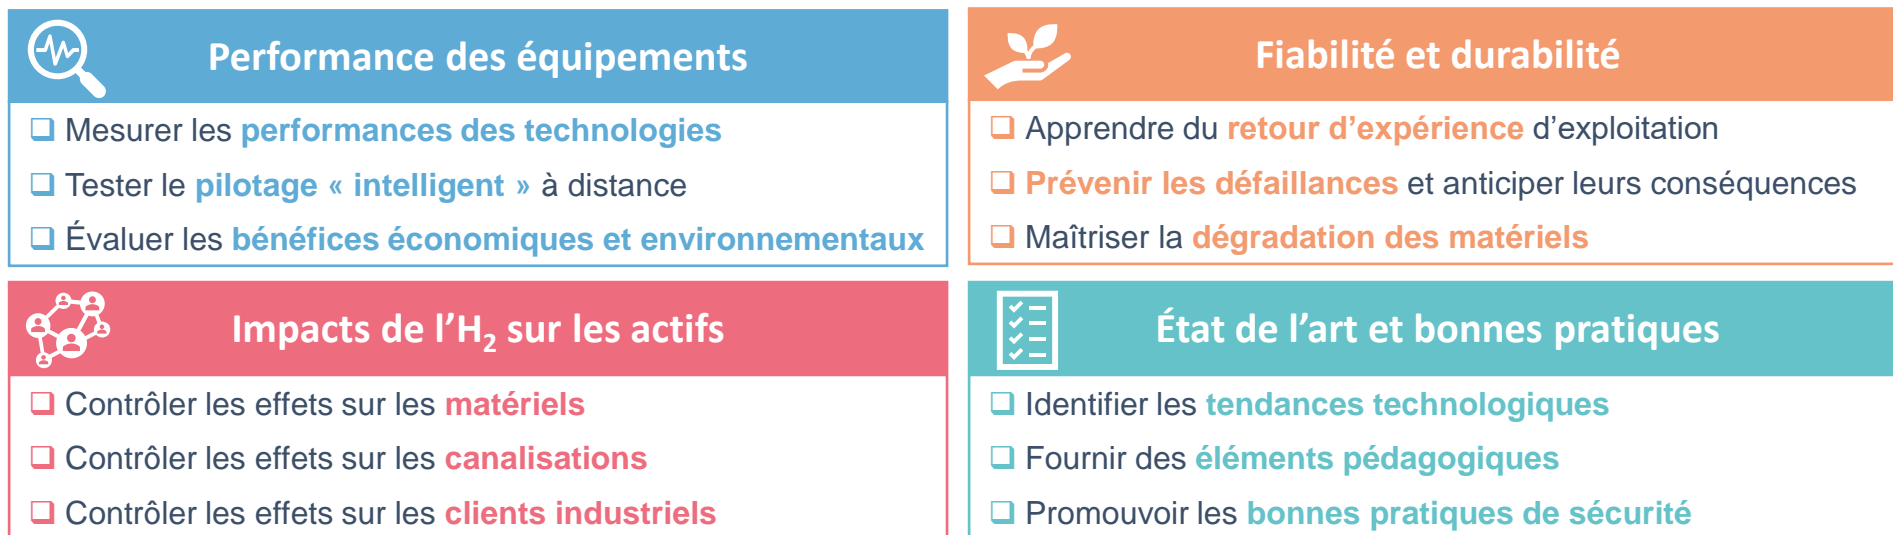 Performance des équipements
❑ Mesurer les performances des technologies
❑ Tester le pilotage « intelligent » à distance
❑ Évaluer les bénéfices économiques et environnementaux
Fiabilité et durabilité
❑ Apprendre du retour d’expérience d’exploitation
❑ Prévenir les défaillances et anticiper leurs conséquences
❑ Maîtriser la dégradation des matériels
Impacts de l’H₂ sur les actifs
❑ Contrôler les effets sur les matériels
❑ Contrôler les effets sur les canalisations
❑ Contrôler les effets sur les clients industriels
État de l’art et bonnes pratiques
❑ Identifier les tendances technologiques
❑ Fournir des éléments pédagogiques
❑ Promouvoir les bonnes pratiques de sécurité